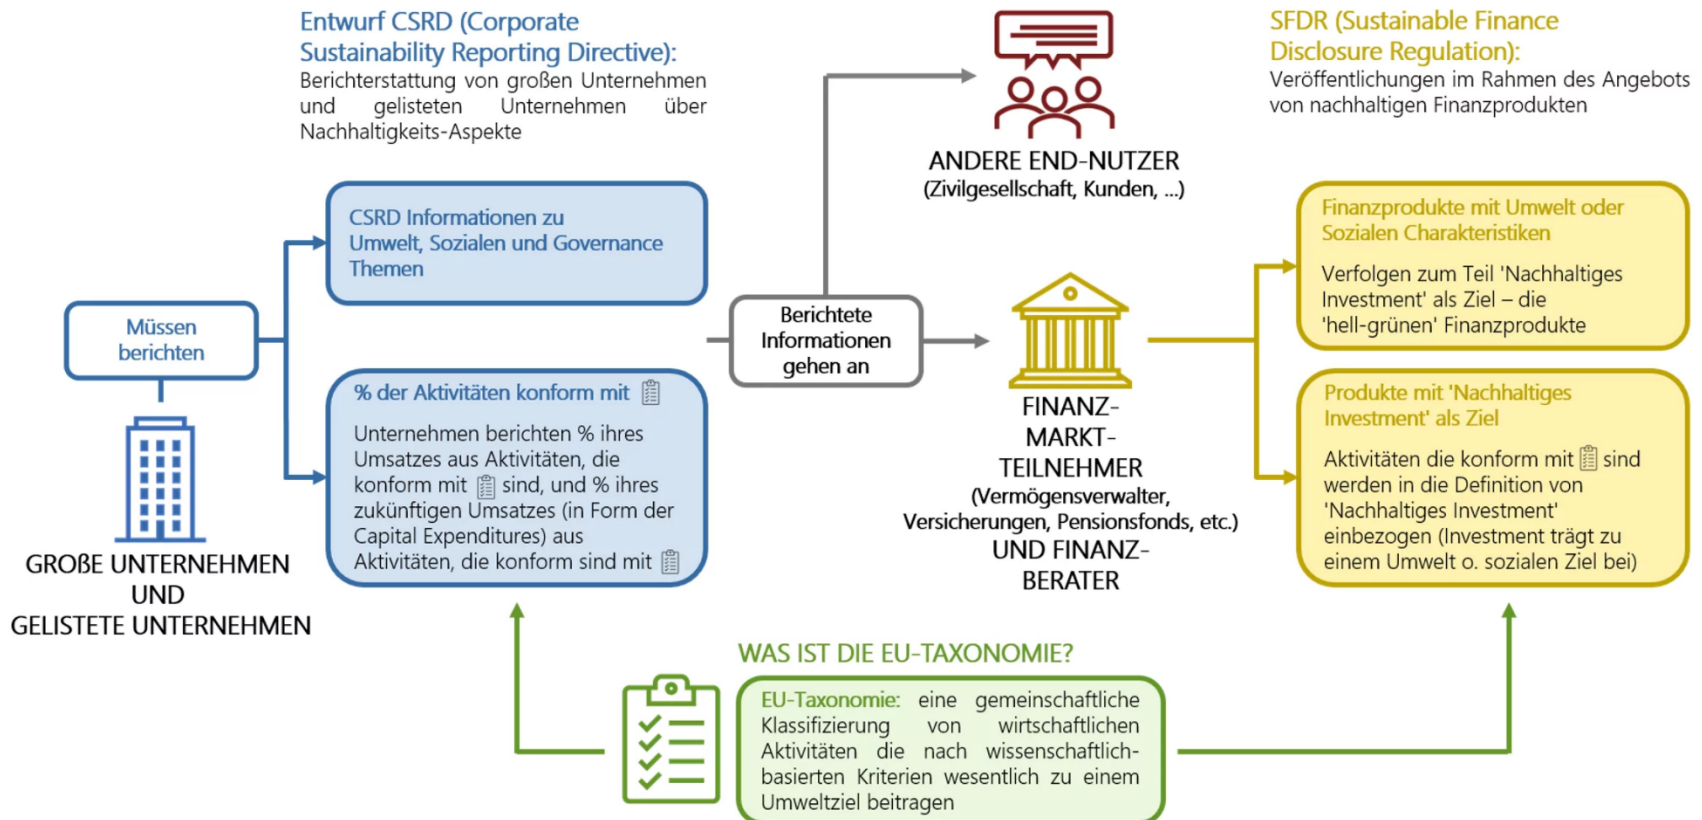 Entwurf CSRD (Corporate
Sustainability Reporting Directive):
Berichterstattung von großen Unternehmen
und gelisteten Unternehmen über
Nachhaltigkeits-Aspekte
SFDR (Sustainable Finance
Disclosure Regulation):
Veröffentlichungen im Rahmen des Angebots
von nachhaltigen Finanzprodukten
ANDERE END-NUTZER
(Zivilgesellschaft, Kunden, ...)
Müssen
berichten
GROßE UNTERNEHMEN
UND
GELISTETE UNTERNEHMEN
CSRD Informationen zu
Umwelt, Sozialen und Governance
Themen
% der Aktivitäten konform mit
Unternehmen berichten % ihres
Umsatzes aus Aktivitäten, die
konform mit sind, und % ihres
zukünftigen Umsatzes (in Form der
Capital Expenditures) aus
Aktivitäten, die konform sind mit
Berichtete
Informationen
gehen an
FINANZ-
MARKT-
TEILNEHMER
(Vermögensverwalter,
Versicherungen, Pensionsfonds, etc.)
UND FINANZ-
BERATER
Finanzprodukte mit Umwelt oder
Sozialen Charakteristiken
Verfolgen zum Teil 'Nachhaltiges
Investment' als Ziel – die
'hell-grünen' Finanzprodukte
Produkte mit 'Nachhaltiges
Investment' als Ziel
Aktivitäten die konform mit sind
werden in die Definition von
'Nachhaltiges Investment'
einbezogen (Investment trägt zu
einem Umwelt o. sozialen Ziel bei)
WAS IST DIE EU-TAXONOMIE?
EU-Taxonomie: eine gemeinschaftliche
Klassifizierung von wirtschaftlichen
Aktivitäten die nach wissenschaftlich-
basierten Kriterien wesentlich zu einem
Umweltziel beitragen